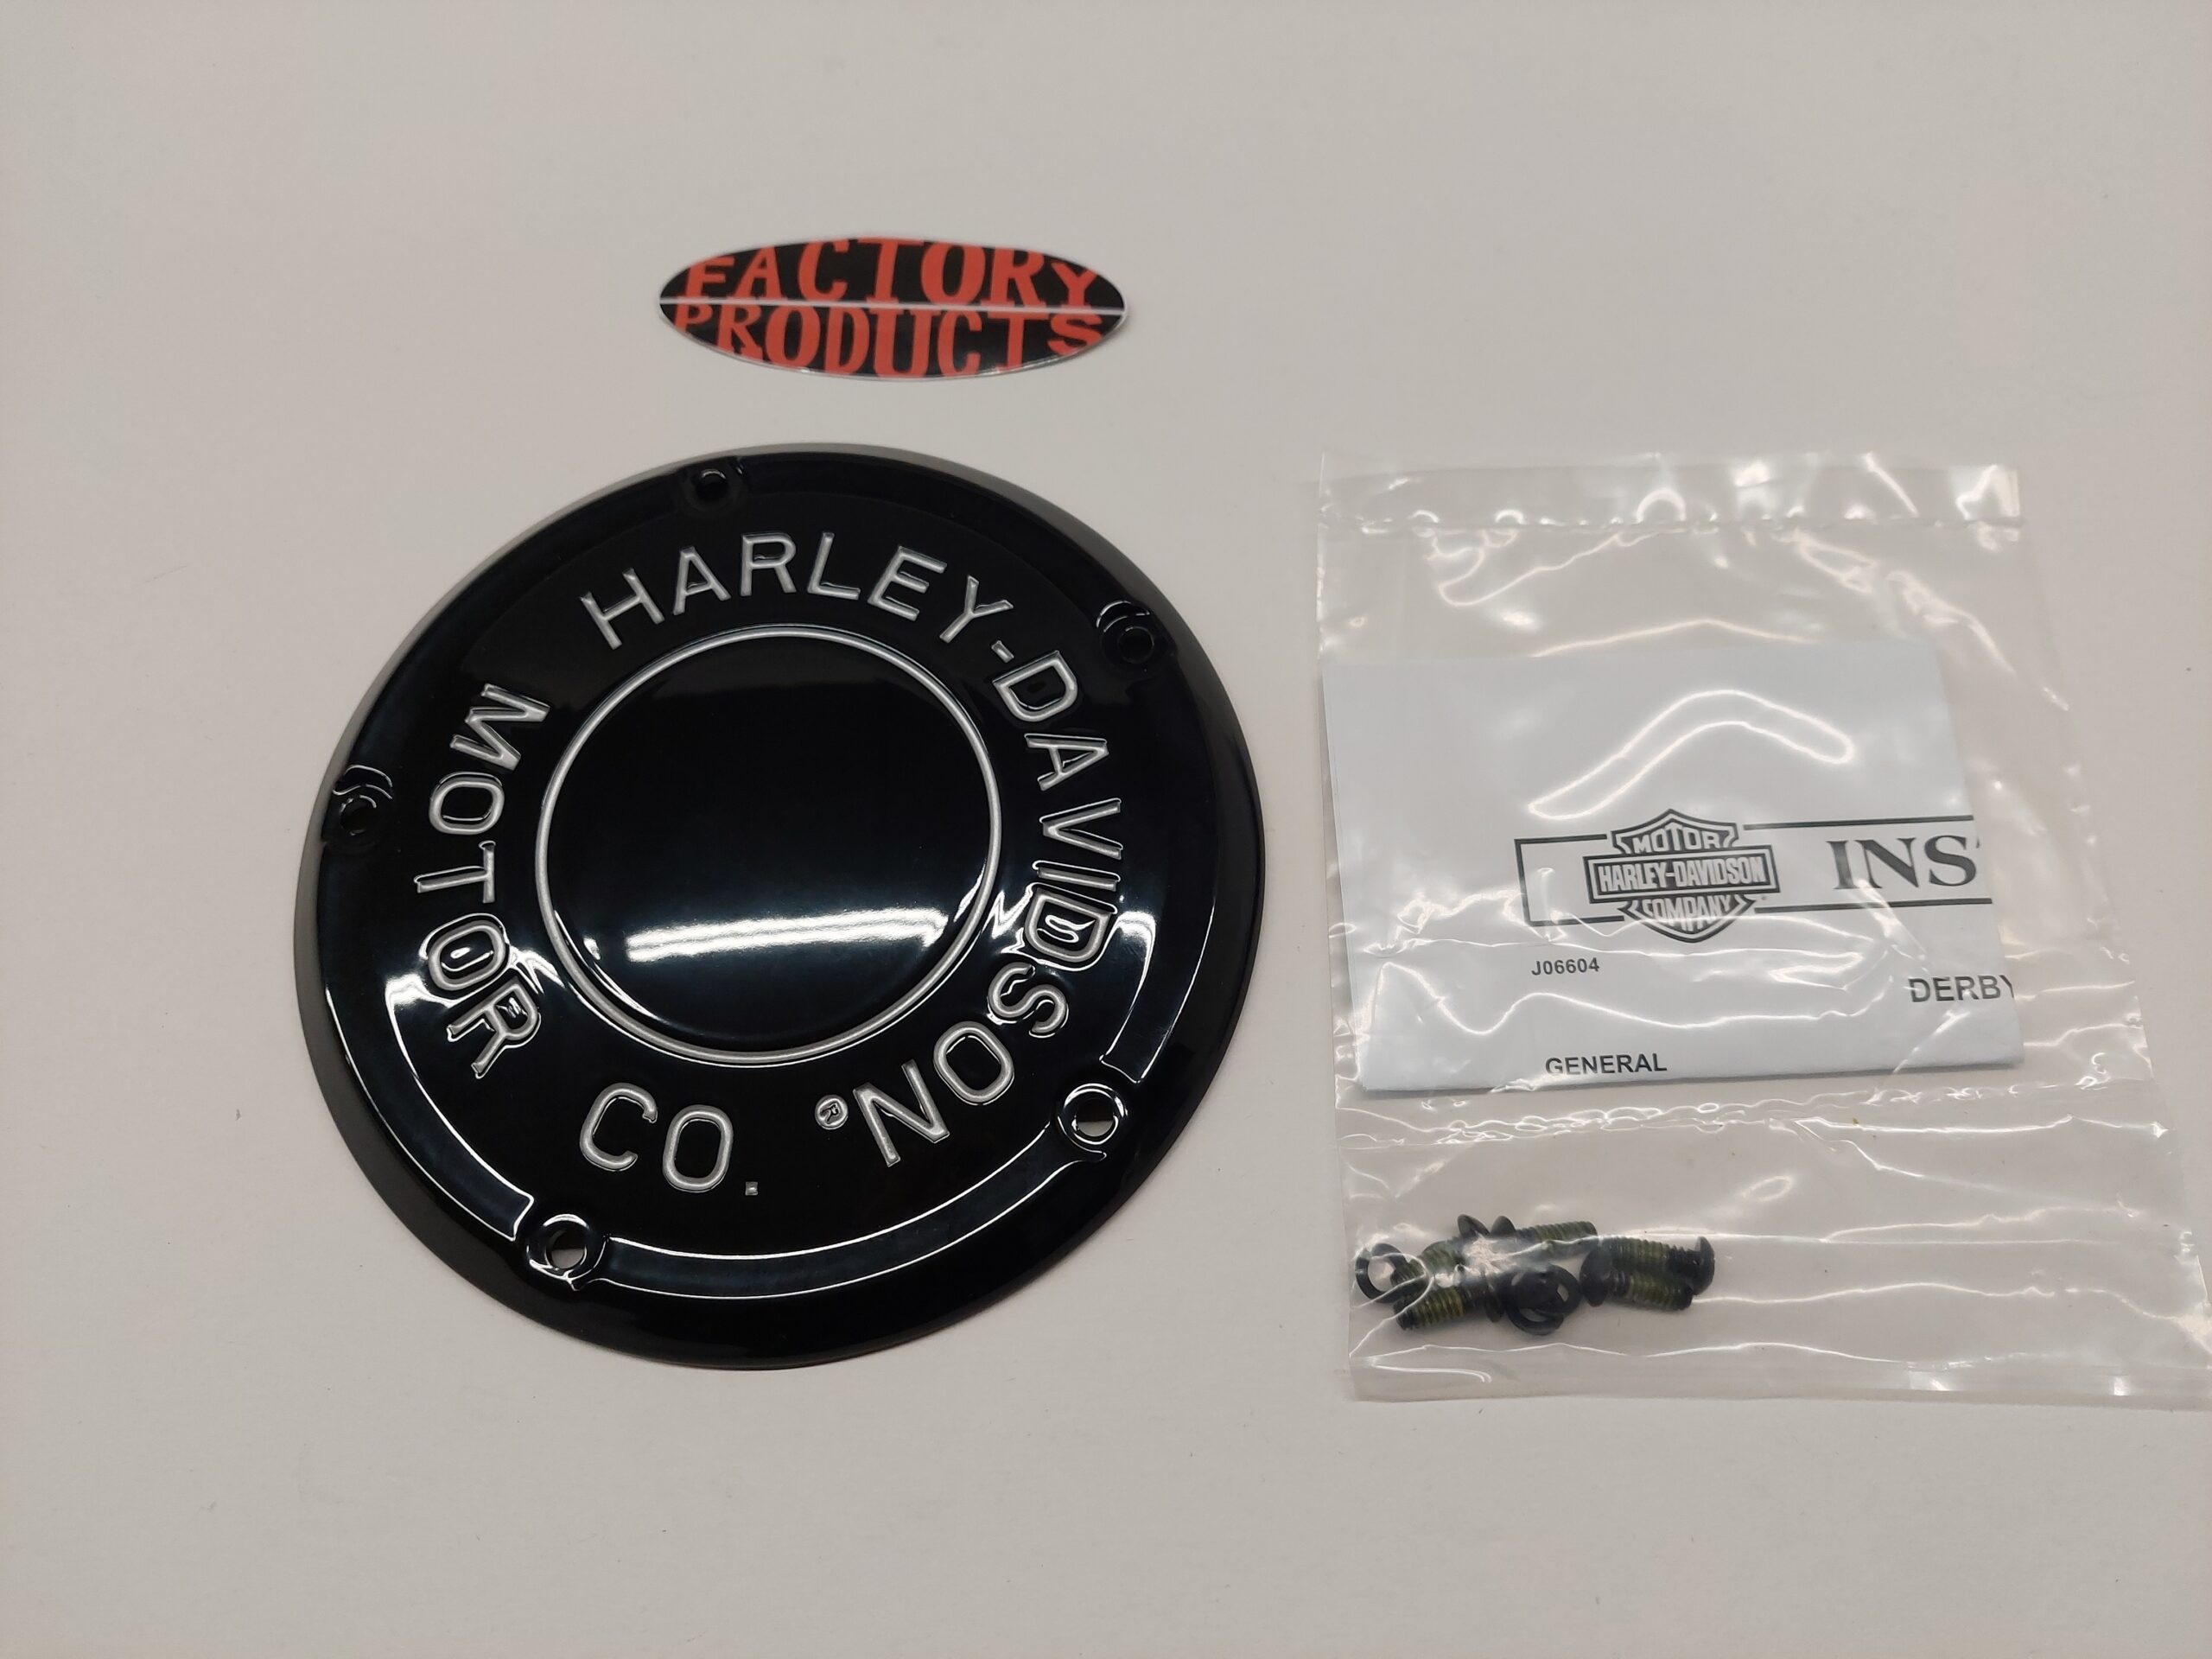 FACTORY
PRODUCTS
HARLEY-DAVIDSON®
MOTOR CO.
MOTOR
HARLEY-DAVIDSON
COMPANY
INS
J06604
DERBY
GENERAL